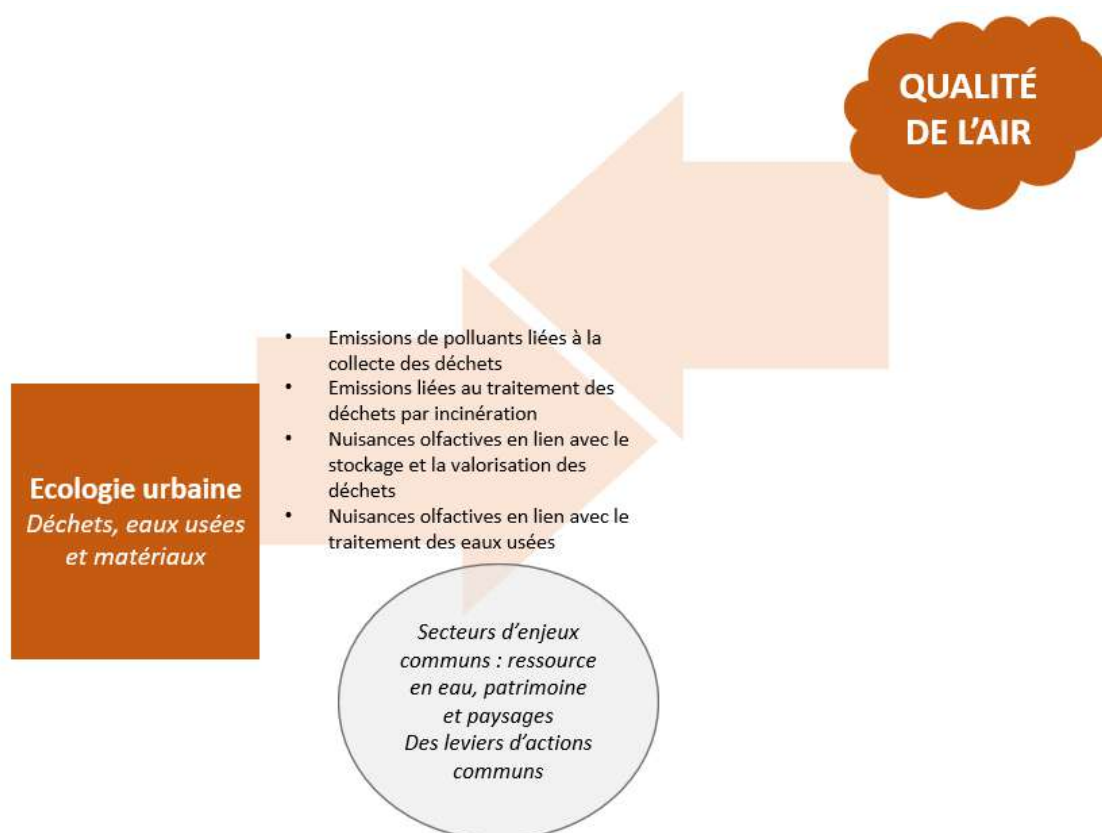 QUALITÉ
DE L'AIR
• Emissions de polluants liées à la
collecte des déchets
• Emissions liées au traitement des
déchets par incinération
• Nuisances olfactives en lien avec le
stockage et la valorisation des
déchets
• Nuisances olfactives en lien avec le
traitement des eaux usées
Ecologie urbaine
Déchets, eaux usées
et matériaux
Secteurs d'enjeux
communs : ressource
en eau, patrimoine
et paysages
Des leviers d'actions
communs